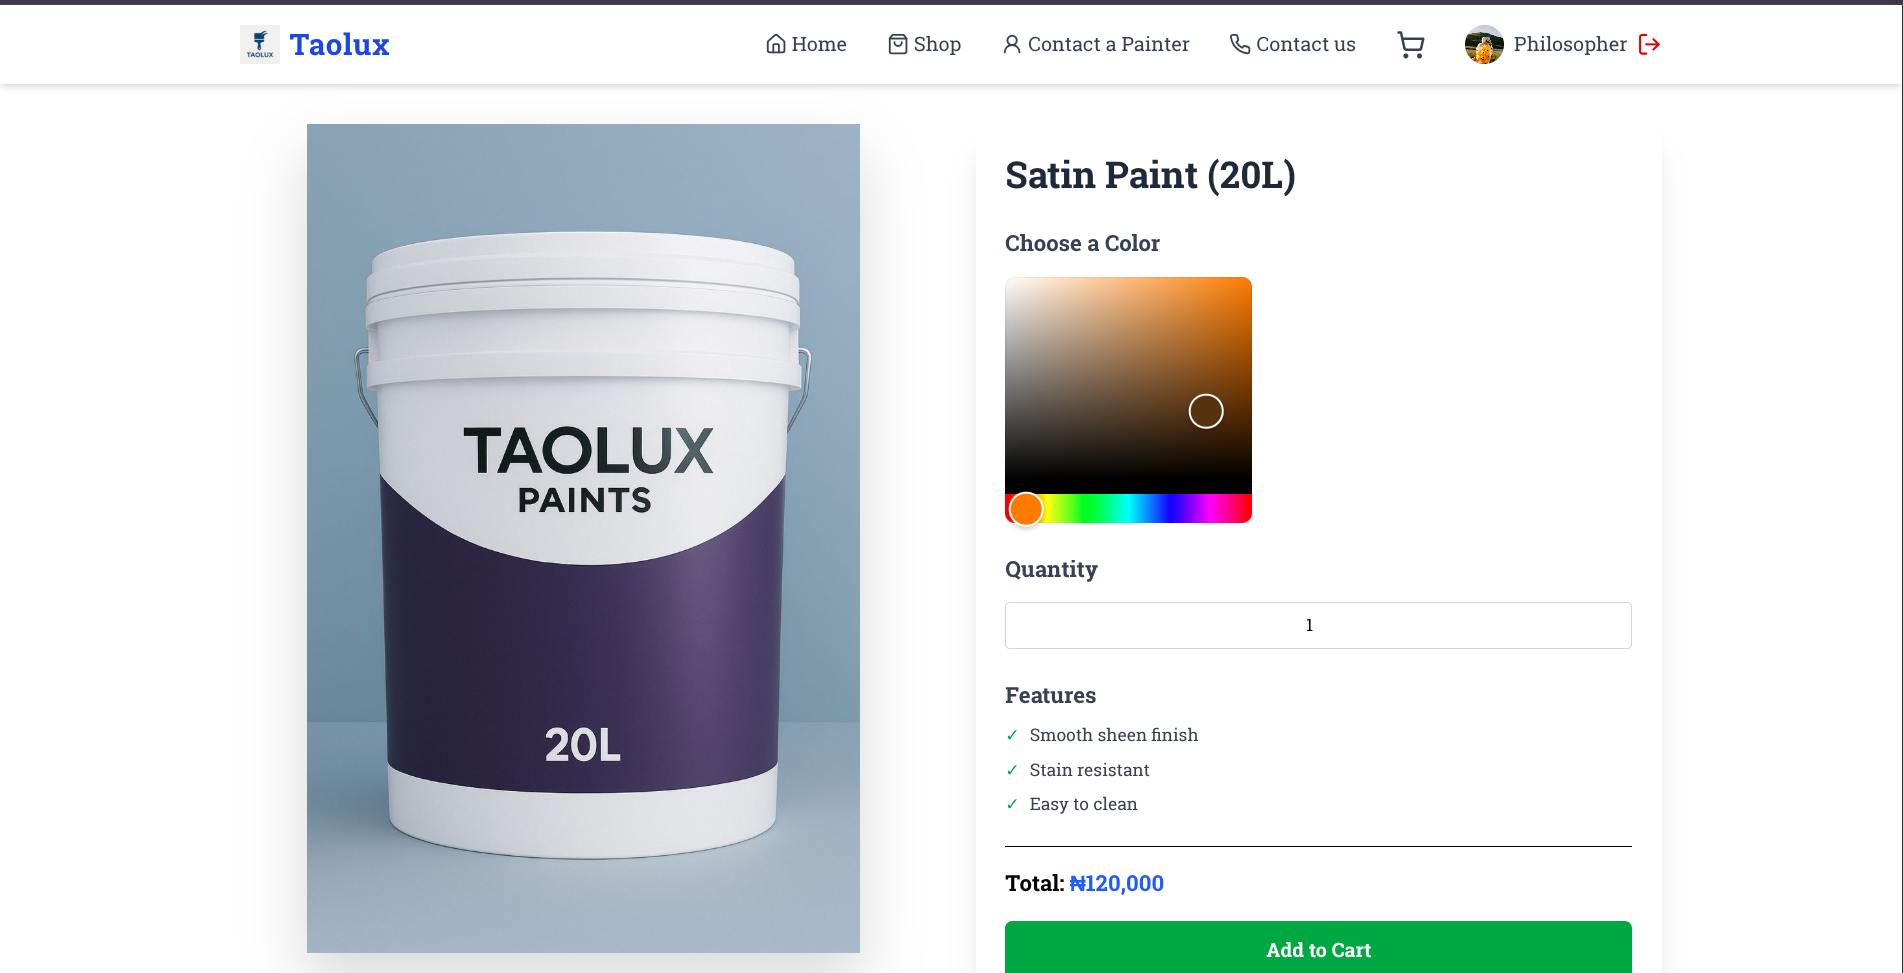 TAOLUX
Taolux
Home
Shop
Contact a Painter
Contact us
Philosopher
TAOLUX
PAINTS
20L
Satin Paint (20L)
Choose a Color
Quantity
1
Features
✓ Smooth sheen finish
✓ Stain resistant
✓ Easy to clean
Total: ₦120,000
Add to Cart